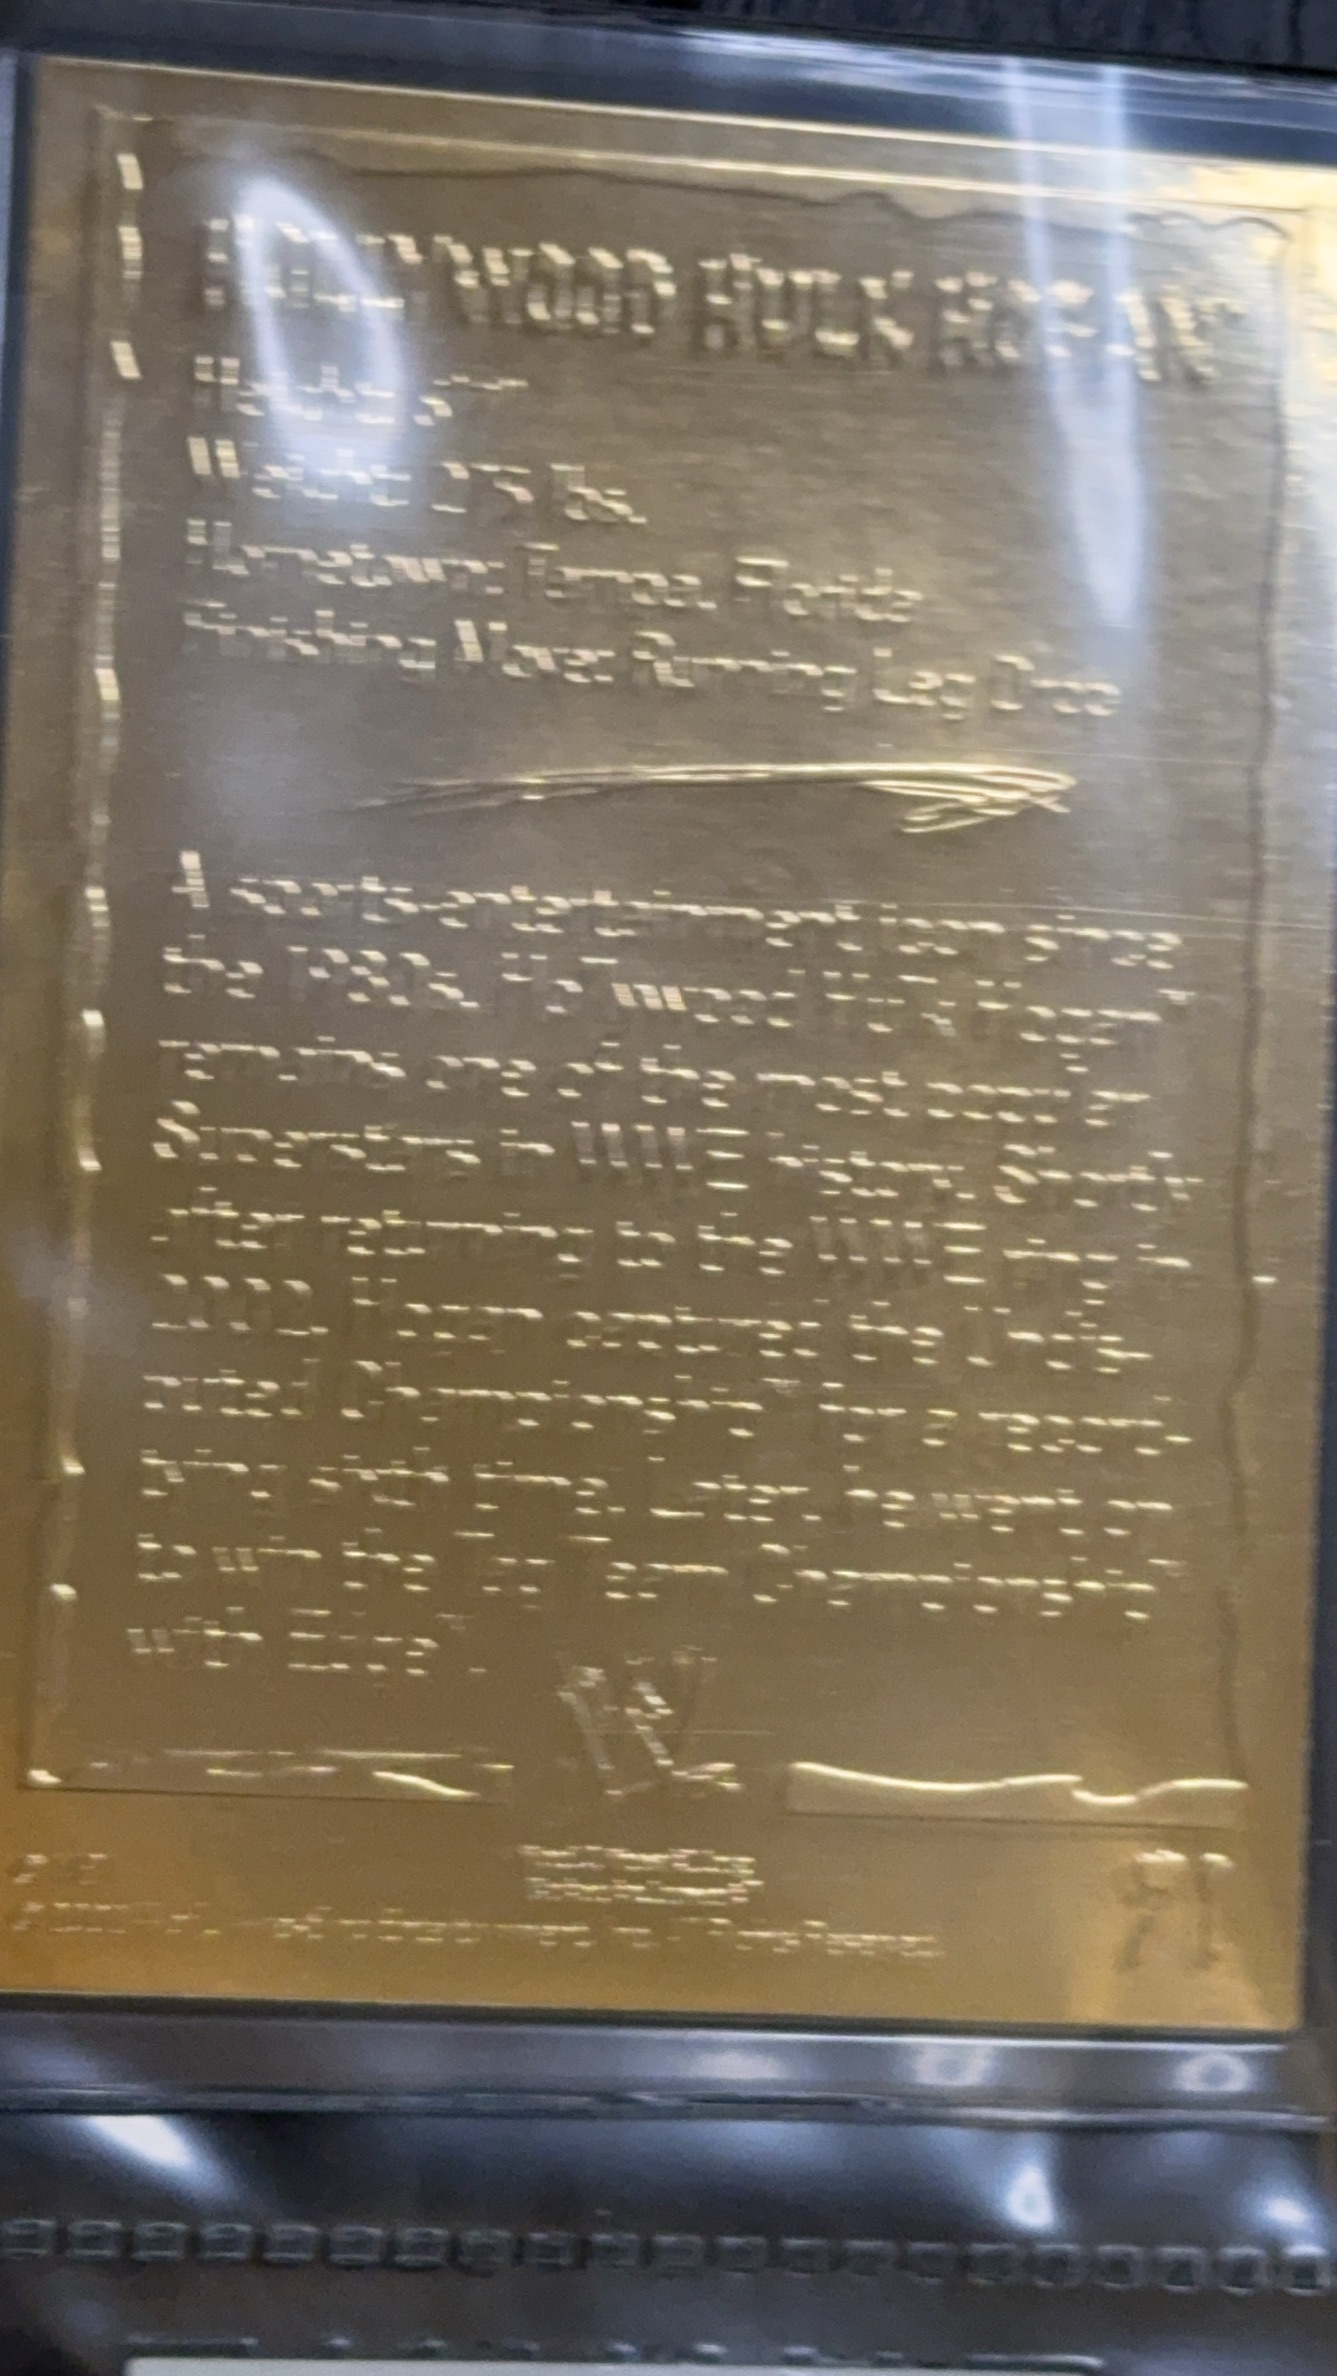 HOLLYWOOD HULK HOGAN
Height: 6'
Weight: 275 lbs.
Hometown: Tampa, Florida
Finishing Move: Running Leg Drop
A sports-entertainment icon since
the 1980s, Hollywood Hulk Hogan
remains one of the most popular
Superstars in WWE history. Shortly
after returning to the WWE ring in
2002, Hogan captured the Undis-
puted Championship for a record-
tying sixth time. Later, he went on
to win the Tag Team Championship
with Edge